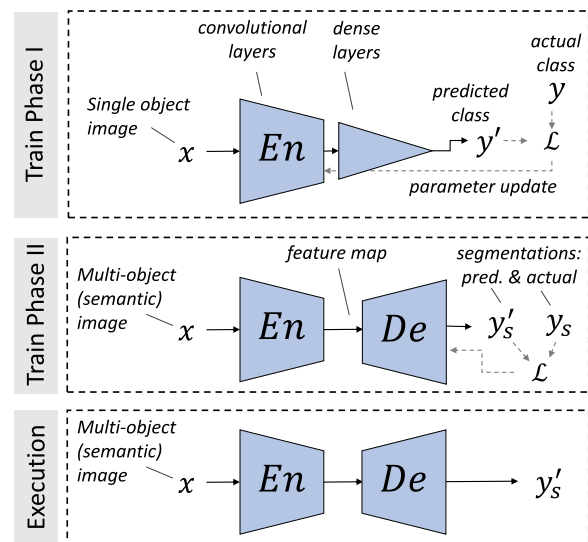 Train Phase I
convolutional
layers
dense
layers
actual
class
Single object
image
x
En
predicted
class
y′
y
ℒ
parameter update
Train Phase II
Multi-object
(semantic)
image
x
En
feature map
De
segmentations:
pred. & actual
y′ₛ
yₛ
ℒ
Execution
Multi-object
(semantic)
image
x
En
De
y′ₛ